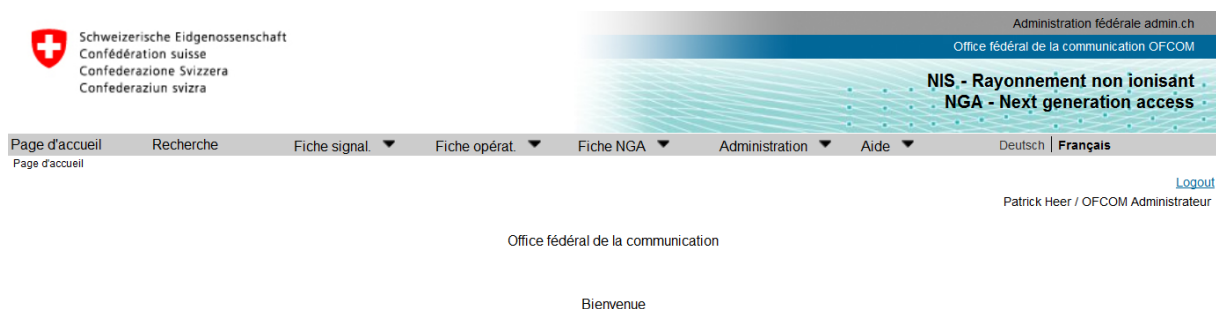 Schweizerische Eidgenossenschaft
Confédération suisse
Confederazione Svizzera
Confederaziun svizra
Administration fédérale admin.ch
Office fédéral de la communication OFCOM
NIS - Rayonnement non ionisant
NGA - Next generation access
Page d'accueil Recherche Fiche signal. Fiche opérat. Fiche NGA Administration Aide Deutsch | Français
Page d'accueil
Logout
Patrick Heer / OFCOM Administrateur
Office fédéral de la communication
Bienvenue